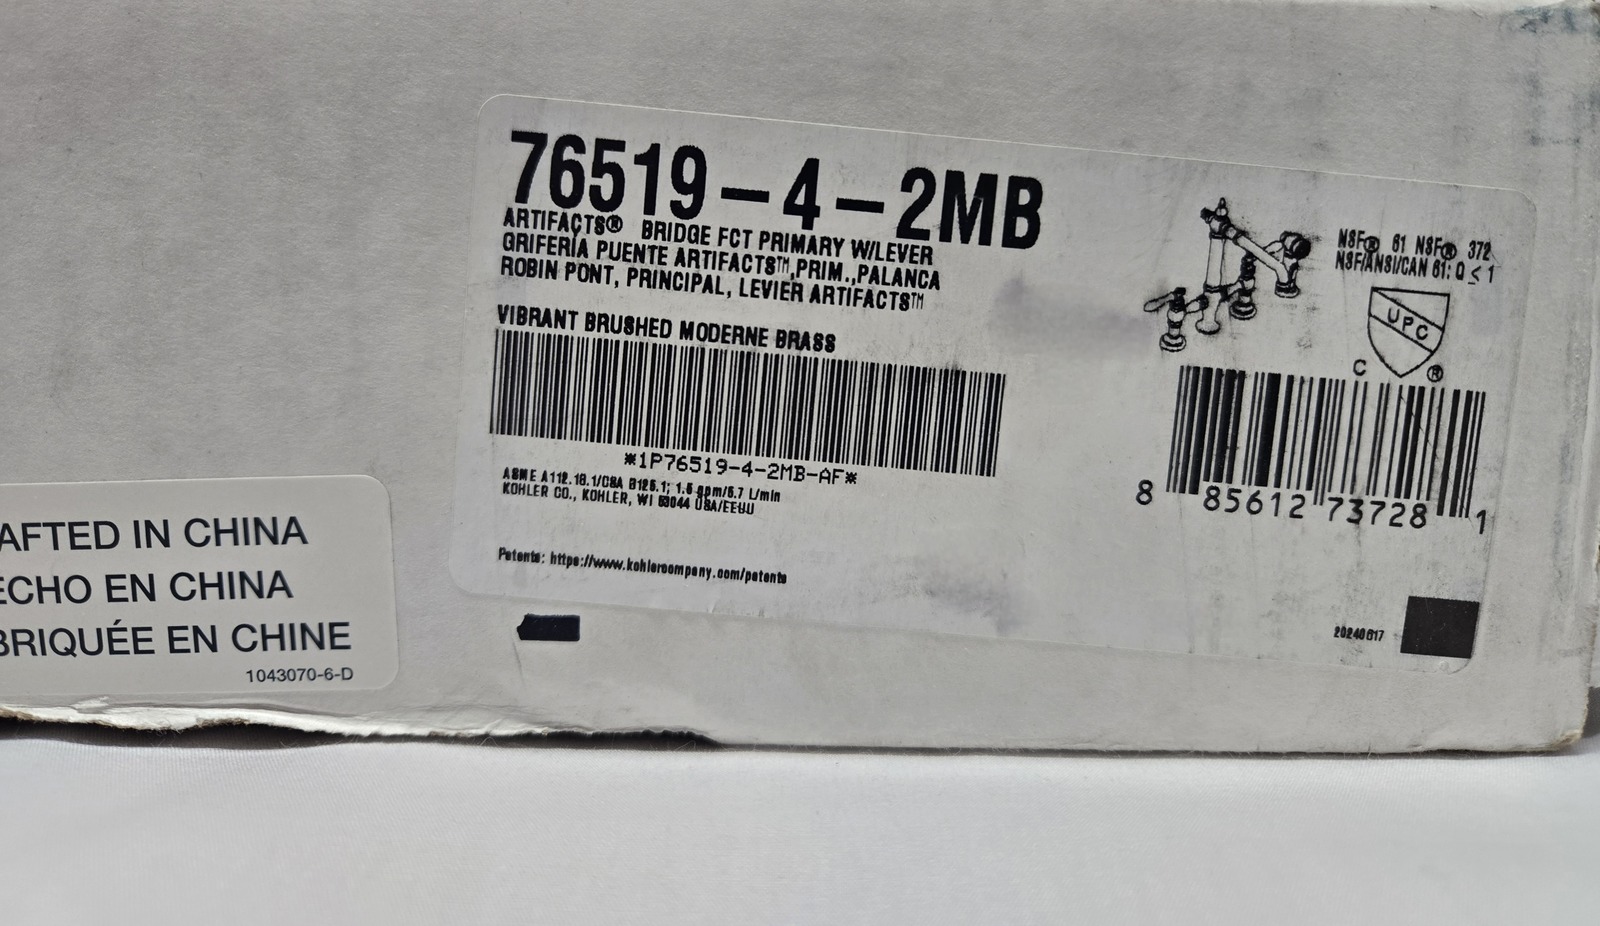 76519-4-2MB
ARTIFACTS® BRIDGE FCT PRIMARY W/LEVER
GRIFERÍA PUENTE ARTIFACTS™,PRIM.,PALANCA
ROBIN PONT, PRINCIPAL, LEVIER ARTIFACTS™
VIBRANT BRUSHED MODERNE BRASS
*1P76519-4-2MB-AF*
ASME A112.18.1/CSA B125.1; 1.5 gpm/5.7 L/min
KOHLER CO., KOHLER, WI 53044 USA/EEUU
Patents: https://www.kohlercompany.com/patents
NSF® 61 NSF® 372
NSF/ANSI/CAN 61: Q ≤ 1
UPC
C ®
8 85612 73728 1
20240617
AFTED IN CHINA
ECHO EN CHINA
BRIQUÉE EN CHINE
1043070-6-D